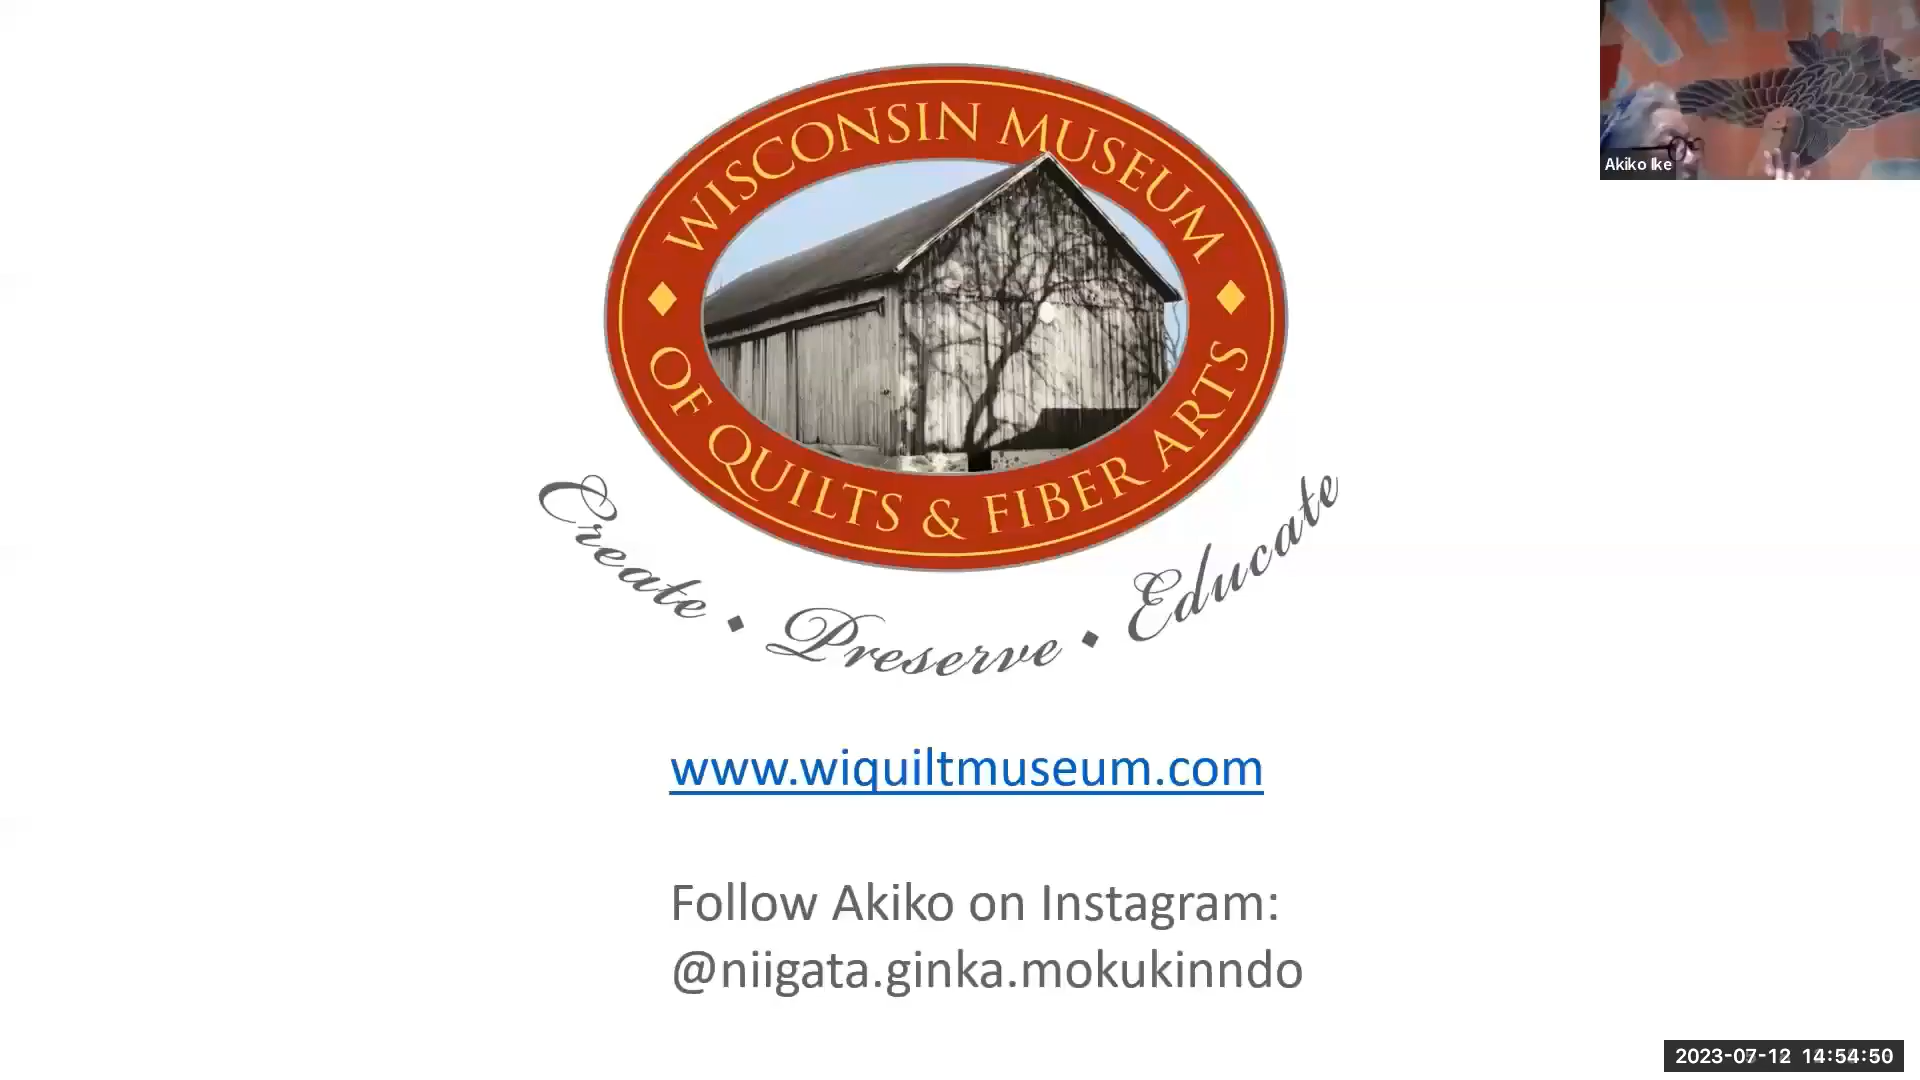 WISCONSIN MUSEUM
OF QUILTS & FIBER ARTS
Create • Preserve • Educate
www.wiquiltmuseum.com
Follow Akiko on Instagram:
@niigata.ginka.mokukinndo
Akiko Ike
2023-07-12 14:54:50